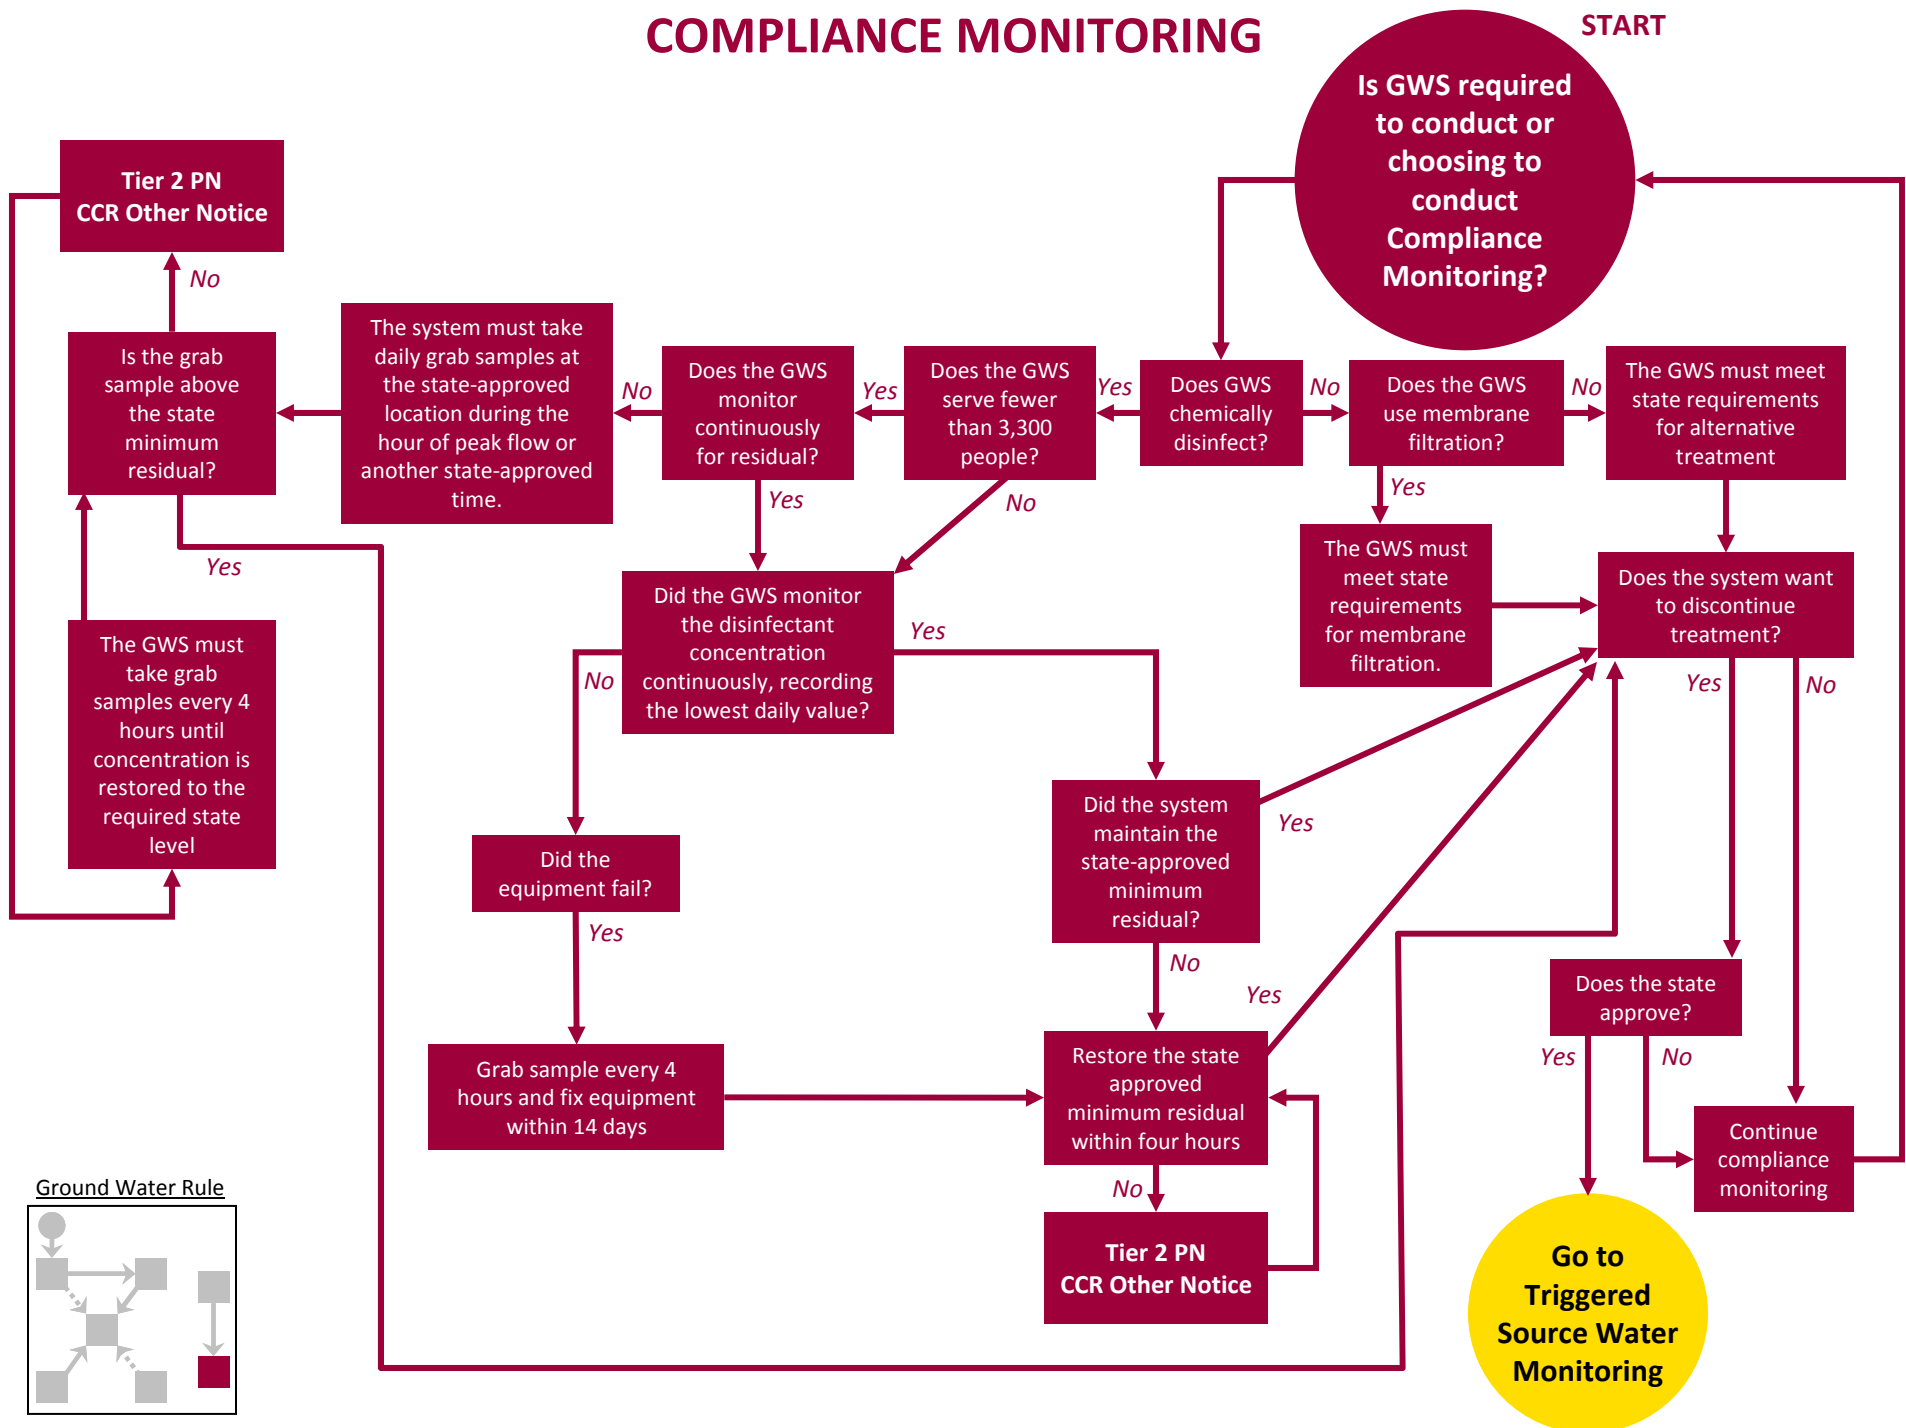 COMPLIANCE MONITORING
START
Is GWS required
to conduct or
choosing to
conduct
Compliance
Monitoring?
Tier 2 PN
CCR Other Notice
No
Is the grab
sample above
the state
minimum
residual?
The system must take
daily grab samples at
the state-approved
location during the
hour of peak flow or
another state-approved
time.
No
Does the GWS
monitor
continuously
for residual?
Yes
Does the GWS
serve fewer
than 3,300
people?
Yes
Does GWS
chemically
disinfect?
No
Does the GWS
use membrane
filtration?
No
The GWS must meet
state requirements
for alternative
treatment
Yes
Yes
No
Yes
The GWS must
meet state
requirements
for membrane
filtration.
Does the system want
to discontinue
treatment?
Did the GWS monitor
the disinfectant
concentration
continuously, recording
the lowest daily value?
Yes
No
The GWS must
take grab
samples every 4
hours until
concentration is
restored to the
required state
level
Yes
No
Did the system
maintain the
state-approved
minimum
residual?
Yes
Did the
equipment fail?
Yes
No
Yes
Does the state
approve?
Yes
No
Grab sample every 4
hours and fix equipment
within 14 days
Restore the state
approved
minimum residual
within four hours
No
Continue
compliance
monitoring
Tier 2 PN
CCR Other Notice
Go to
Triggered
Source Water
Monitoring
Ground Water Rule